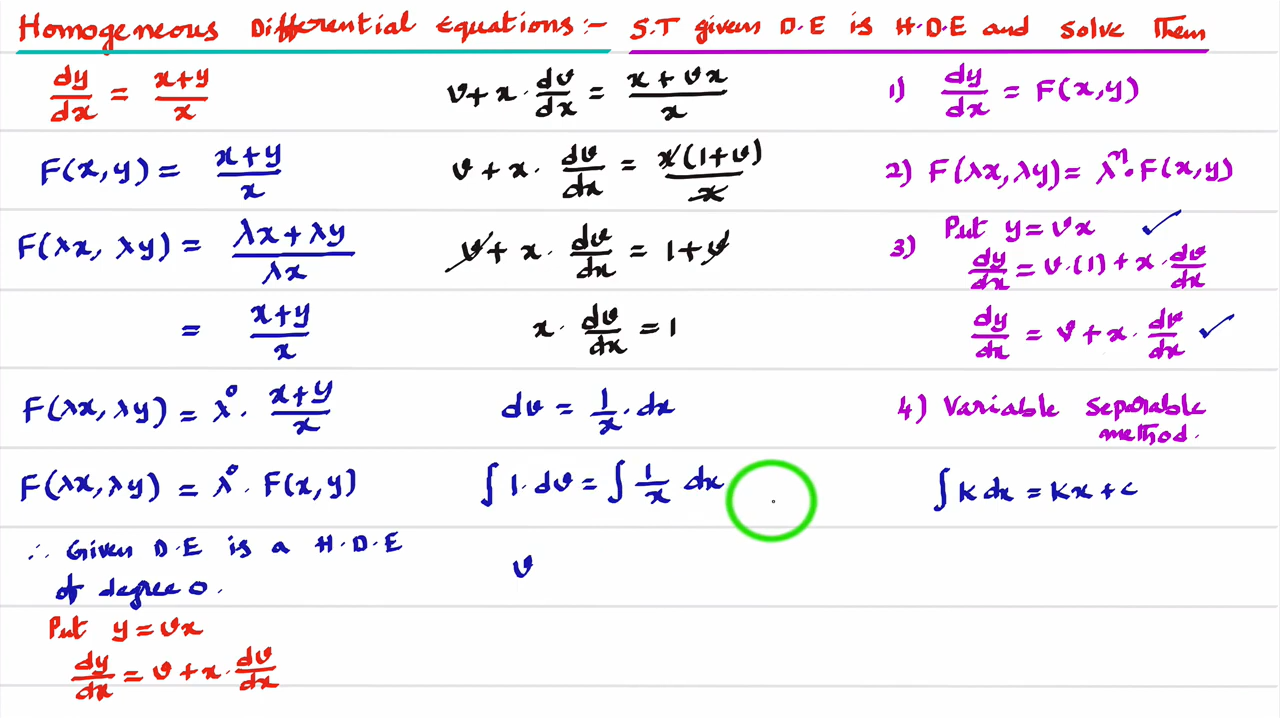 Homogeneous Differential Equations :- S.T given D.E is H.D.E and solve Them
dy/dx = (x+y)/x
F(x,y) = (x+y)/x
F(λx, λy) = (λx+λy)/λx
= (x+y)/x
F(λx, λy) = λ⁰ · (x+y)/x
F(λx,λy) = λ⁰ · F(x,y)
∴ Given D.E is a H.D.E
of degree 0.
Put y = vx
dy/dx = v + x · dv/dx
v + x · dv/dx = (x + vx)/x
v + x · dv/dx = x(1+v)/x
v + x · dv/dx = 1 + v
x · dv/dx = 1
dv = 1/x · dx
∫ 1 · dv = ∫ 1/x dx
v
1) dy/dx = F(x,y)
2) F(λx,λy) = λⁿ · F(x,y)
3) Put y = vx ✓
dy/dx = v·(1) + x · dv/dx
dy/dx = v + x · dv/dx ✓
4) Variable Separable
method.
∫ k dx = kx + c